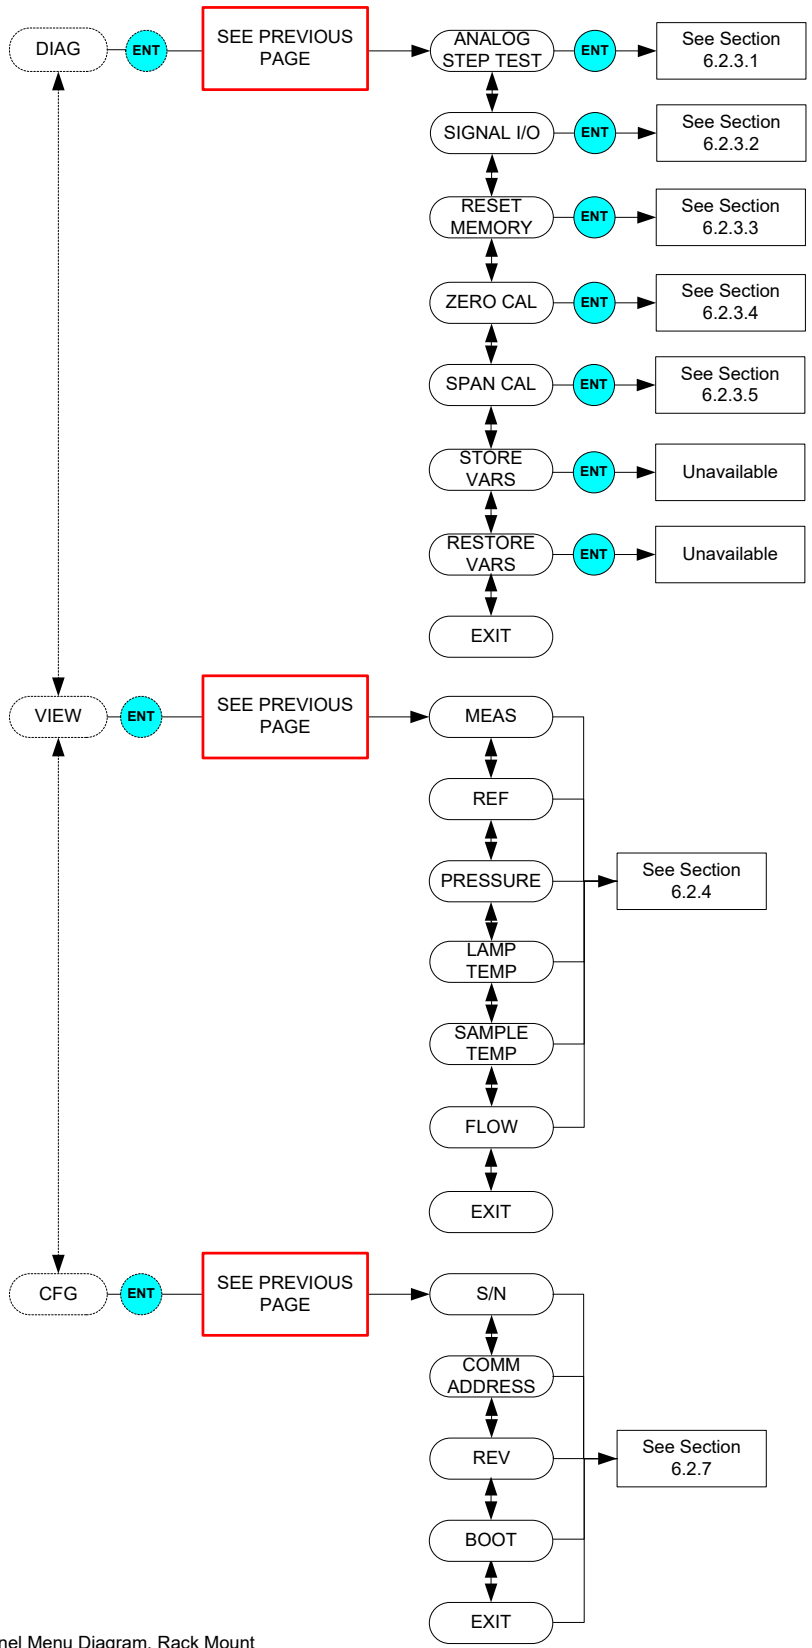 DIAG
ENT
SEE PREVIOUS
PAGE
ANALOG
STEP TEST
ENT
See Section
6.2.3.1
SIGNAL I/O
ENT
See Section
6.2.3.2
RESET
MEMORY
ENT
See Section
6.2.3.3
ZERO CAL
ENT
See Section
6.2.3.4
SPAN CAL
ENT
See Section
6.2.3.5
STORE
VARS
ENT
Unavailable
RESTORE
VARS
ENT
Unavailable
EXIT
VIEW
ENT
SEE PREVIOUS
PAGE
MEAS
REF
PRESSURE
See Section
6.2.4
LAMP
TEMP
SAMPLE
TEMP
FLOW
EXIT
CFG
ENT
SEE PREVIOUS
PAGE
S/N
COMM
ADDRESS
REV
See Section
6.2.7
BOOT
EXIT
Menu Diagram, Rack Mount